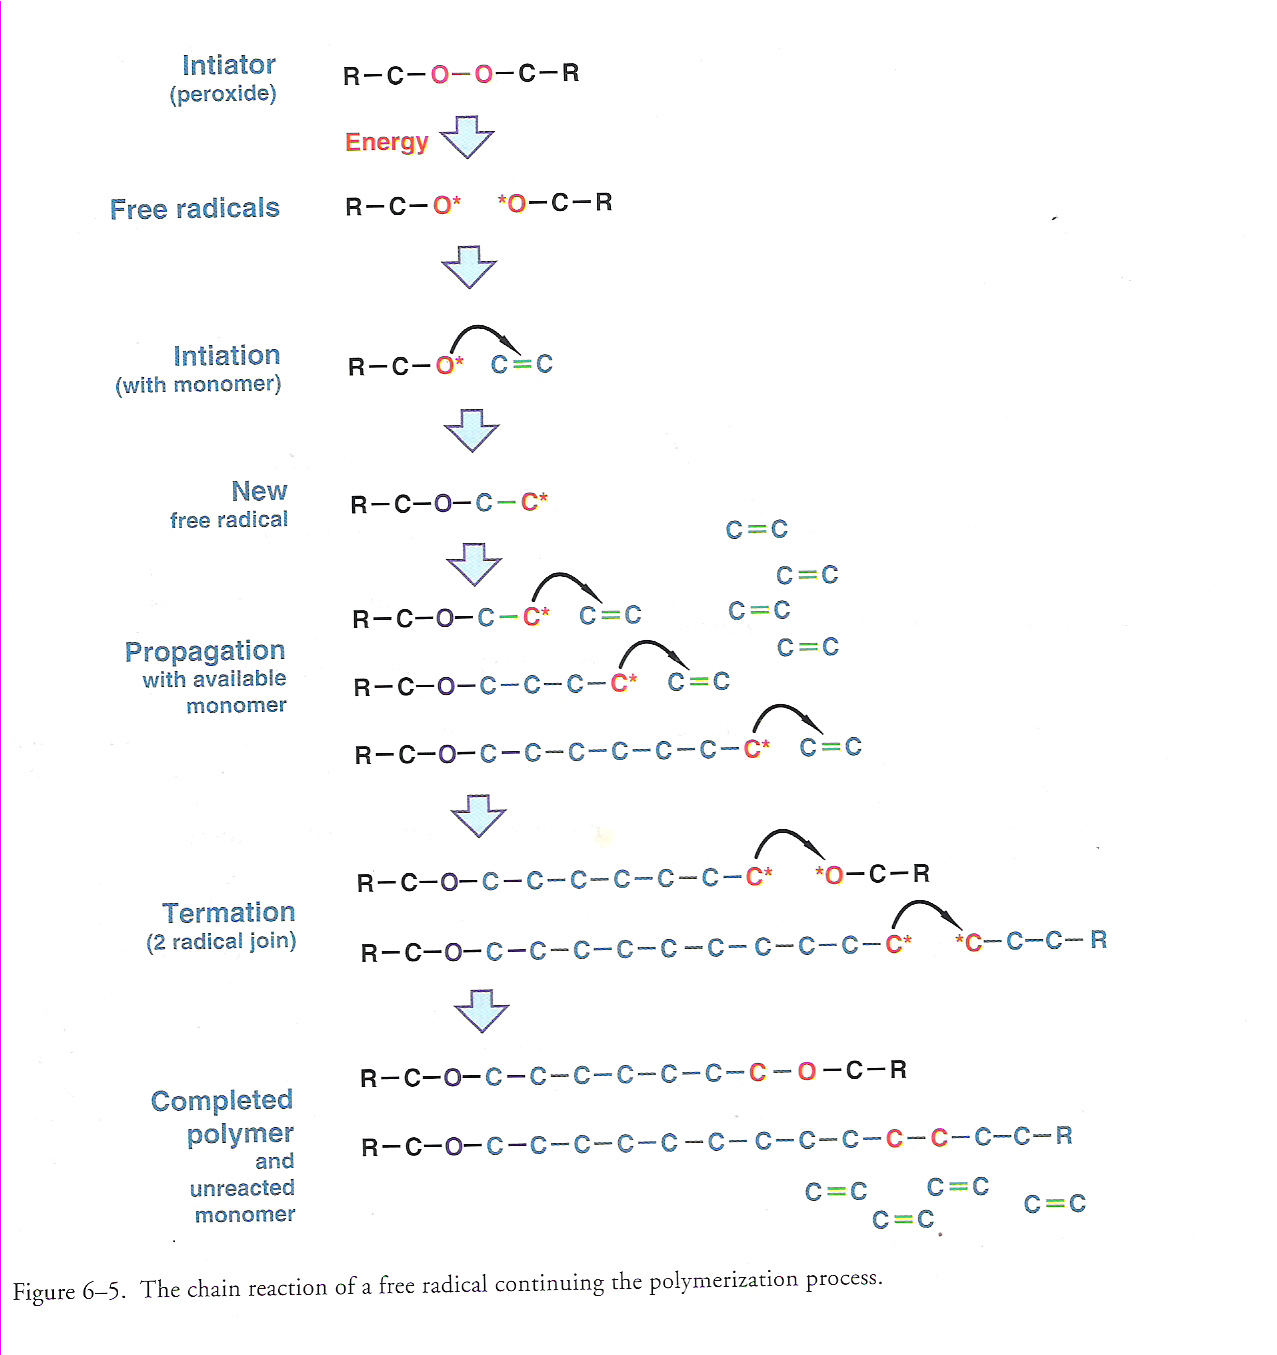 Intiator
(peroxide)
R–C–O–O–C–R
Energy
Free radicals
R–C–O* *O–C–R
Intiation
(with monomer)
R–C–O* C=C
New
free radical
R–C–O–C–C*
C=C
C=C
C=C
C=C
Propagation
with available
monomer
R–C–O–C–C* C=C
R–C–O–C–C–C–C* C=C
R–C–O–C–C–C–C–C–C–C* C=C
Termation
(2 radical join)
R–C–O–C–C–C–C–C–C–C* *O–C–R
R–C–O–C–C–C–C–C–C–C–C–C–C* *C–C–C–R
Completed
polymer
and
unreacted
monomer
R–C–O–C–C–C–C–C–C–C–O–C–R
R–C–O–C–C–C–C–C–C–C–C–C–C–C–C–C–R
C=C
C=C
C=C
C=C
Figure 6–5. The chain reaction of a free radical continuing the polymerization process.